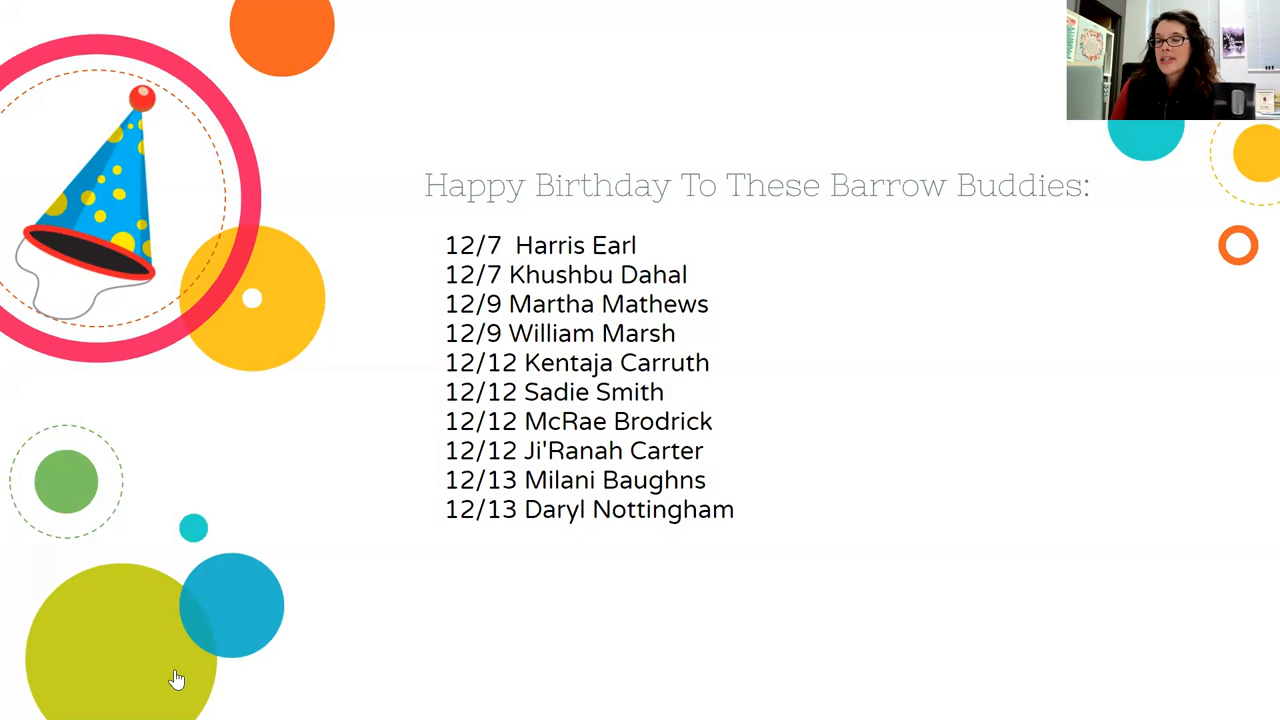 Happy Birthday To These Barrow Buddies:
12/7  Harris Earl
12/7 Khushbu Dahal
12/9 Martha Mathews
12/9 William Marsh
12/12 Kentaja Carruth
12/12 Sadie Smith
12/12 McRae Brodrick
12/12 Ji'Ranah Carter
12/13 Milani Baughns
12/13 Daryl Nottingham